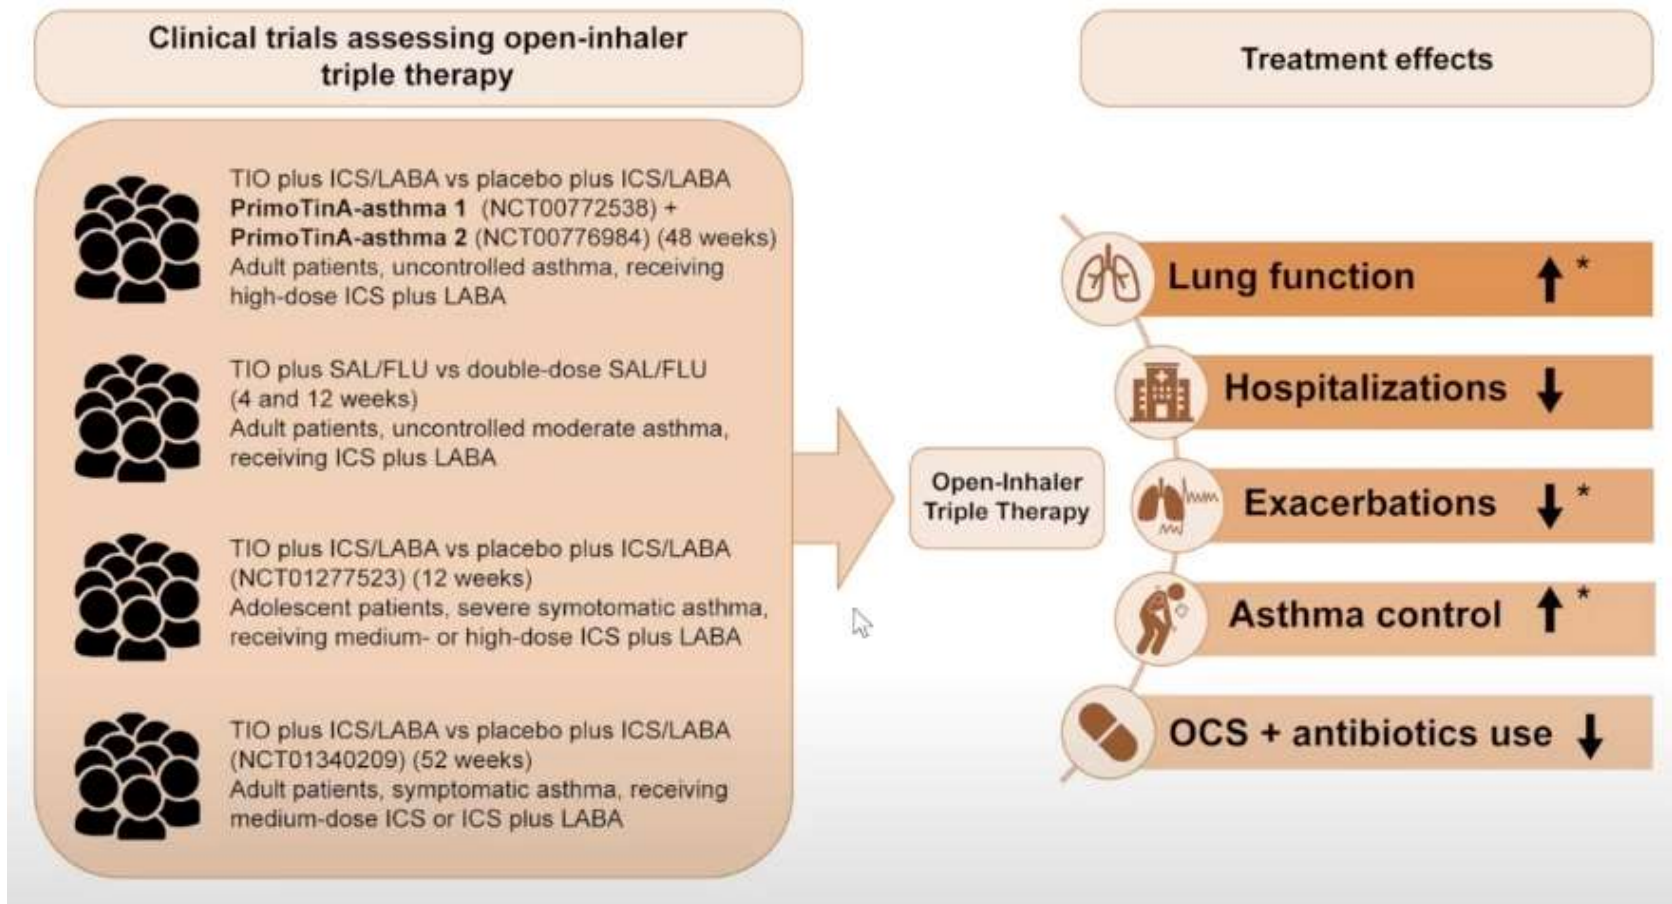 Clinical trials assessing open-inhaler
triple therapy
TIO plus ICS/LABA vs placebo plus ICS/LABA
PrimoTinA-asthma 1 (NCT00772538) +
PrimoTinA-asthma 2 (NCT00776984) (48 weeks)
Adult patients, uncontrolled asthma, receiving
high-dose ICS plus LABA
TIO plus SAL/FLU vs double-dose SAL/FLU
(4 and 12 weeks)
Adult patients, uncontrolled moderate asthma,
receiving ICS plus LABA
TIO plus ICS/LABA vs placebo plus ICS/LABA
(NCT01277523) (12 weeks)
Adolescent patients, severe symotomatic asthma,
receiving medium- or high-dose ICS plus LABA
TIO plus ICS/LABA vs placebo plus ICS/LABA
(NCT01340209) (52 weeks)
Adult patients, symptomatic asthma, receiving
medium-dose ICS or ICS plus LABA
Open-Inhaler
Triple Therapy
Treatment effects
Lung function ↑ *
Hospitalizations ↓
Exacerbations ↓ *
Asthma control ↑ *
OCS + antibiotics use ↓